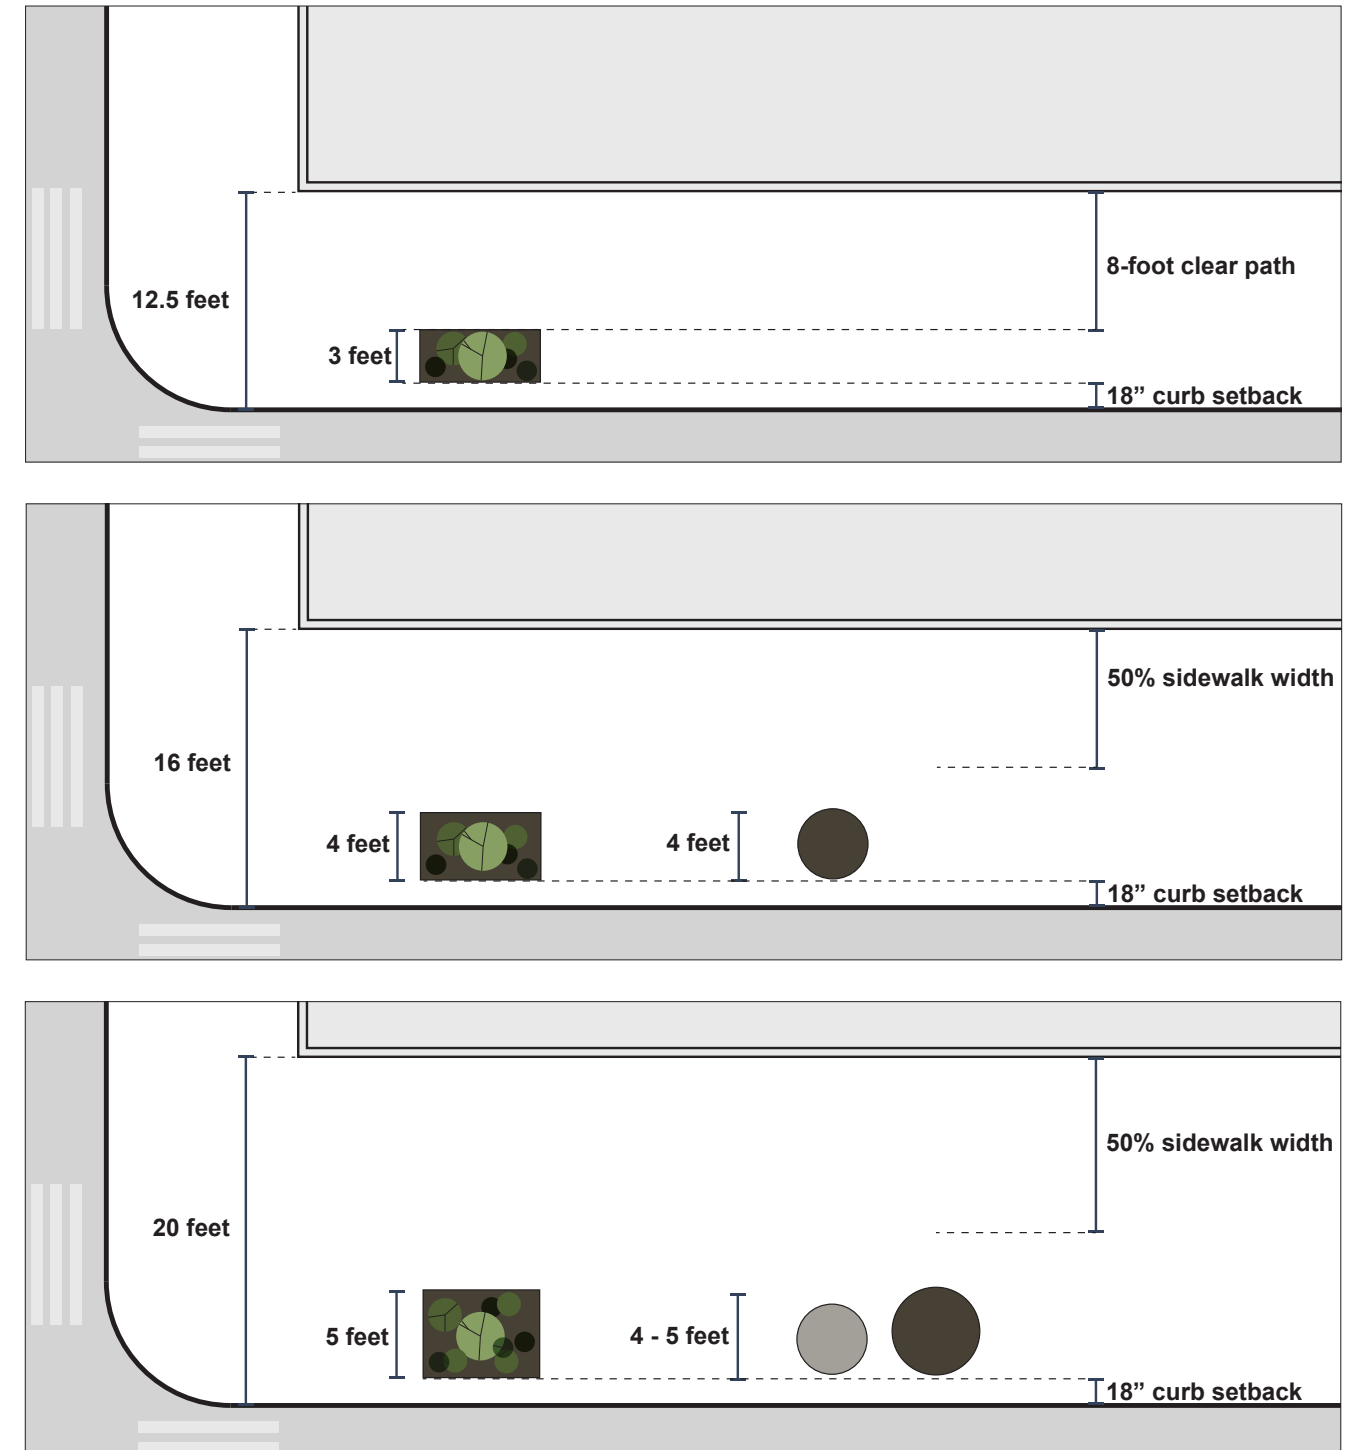 8-foot clear path
12.5 feet
3 feet
18” curb setback
50% sidewalk width
16 feet
4 feet
4 feet
18” curb setback
50% sidewalk width
20 feet
5 feet
4 - 5 feet
18” curb setback